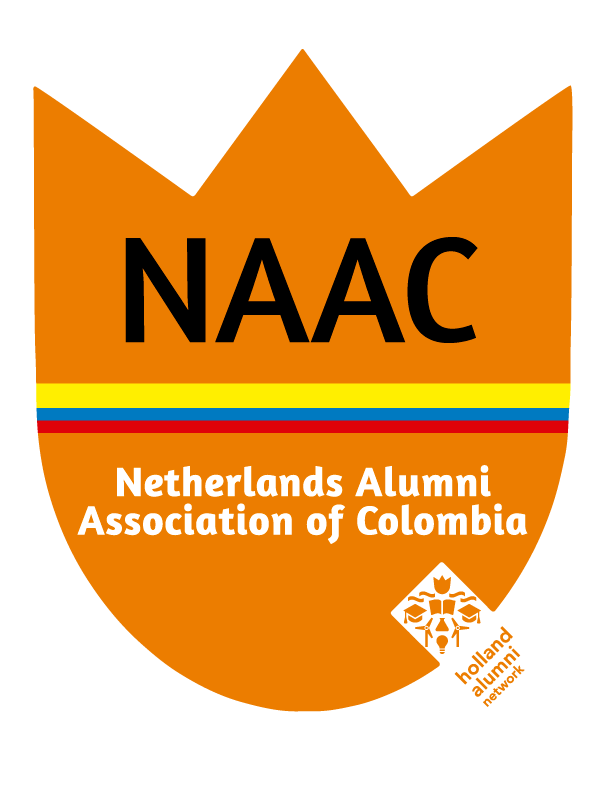 NAAC
Netherlands Alumni
Association of Colombia
holland
alumni
network